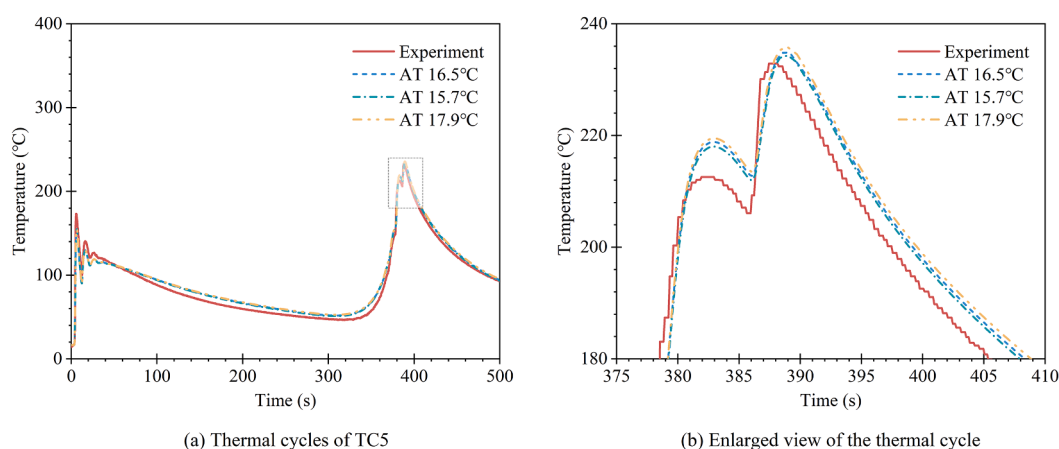 400
300
200
100
0
0 100 200 300 400 500
Temperature (℃)
Time (s)
Experiment
AT 16.5℃
AT 15.7℃
AT 17.9℃
(a) Thermal cycles of TC5
240
220
200
180
375 380 385 390 395 400 405 410
Temperature (℃)
Time (s)
Experiment
AT 16.5℃
AT 15.7℃
AT 17.9℃
(b) Enlarged view of the thermal cycle